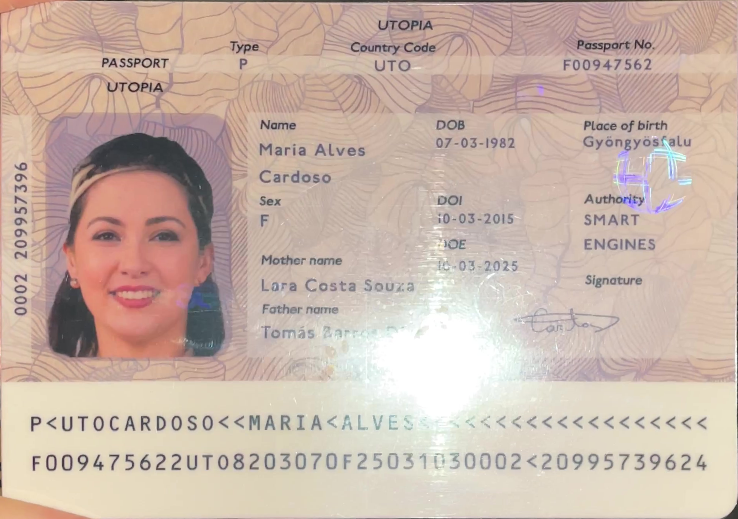 UTOPIA
PASSPORT Type Country Code Passport No.
UTOPIA P UTO F00947562
0002 209957396
Name DOB Place of birth
Maria Alves 07-03-1982 Gyöngyösfalu
Cardoso
Sex DOI Authority
F 10-03-2015 SMART
DOE ENGINES
Mother name 10-03-2025
Lara Costa Souza Signature
Father name
Tomás Barros
P<UTOCARDOSO<<MARIA<ALVES<<<<<<<<<<<<<<<<<<<
F009475622UTO8203070F25031030002<20995739624